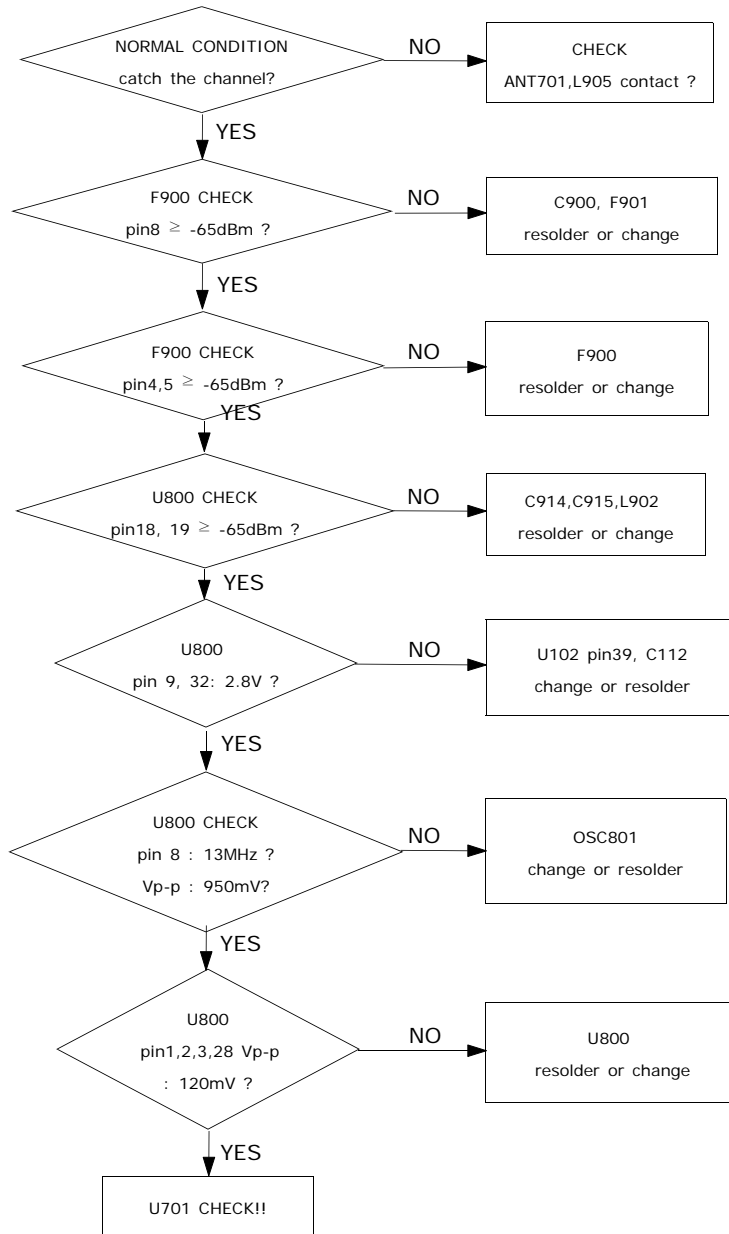 NORMAL CONDITION
catch the channel?
NO
CHECK
ANT701,L905 contact ?
YES
F900 CHECK
pin8 ≥ -65dBm ?
NO
C900, F901
resolder or change
YES
F900 CHECK
pin4,5 ≥ -65dBm ?
NO
F900
resolder or change
YES
U800 CHECK
pin18, 19 ≥ -65dBm ?
NO
C914,C915,L902
resolder or change
YES
U800
pin 9, 32: 2.8V ?
NO
U102 pin39, C112
change or resolder
YES
U800 CHECK
pin 8 : 13MHz ?
Vp-p : 950mV?
NO
OSC801
change or resolder
YES
U800
pin1,2,3,28 Vp-p
: 120mV ?
NO
U800
resolder or change
YES
U701 CHECK!!